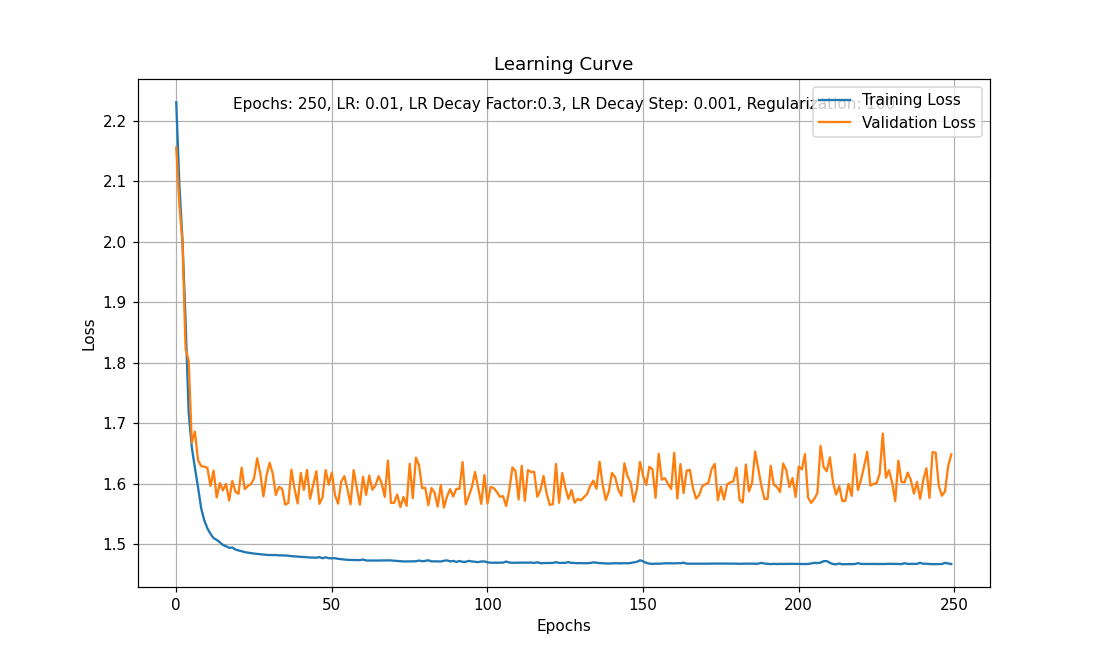 Learning Curve
Epochs: 250, LR: 0.01, LR Decay Factor:0.3, LR Decay Step: 0.001, Regularization: 100
Training Loss
Validation Loss
2.2
2.1
2.0
1.9
1.8
1.7
1.6
1.5
Loss
0
50
100
150
200
250
Epochs